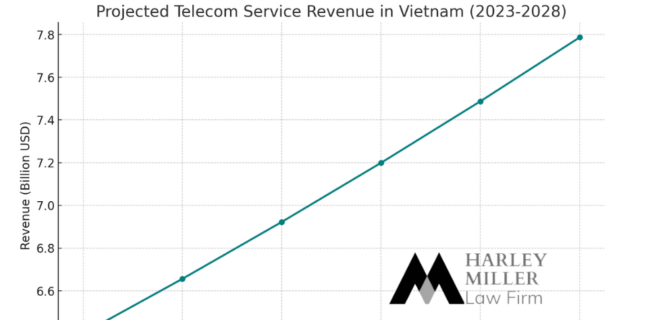 Projected Telecom Service Revenue in Vietnam (2023-2028)
7.8
7.6
7.4
7.2
7.0
6.8
6.6
Revenue (Billion USD)
HARLEY
MILLER
Law Firm